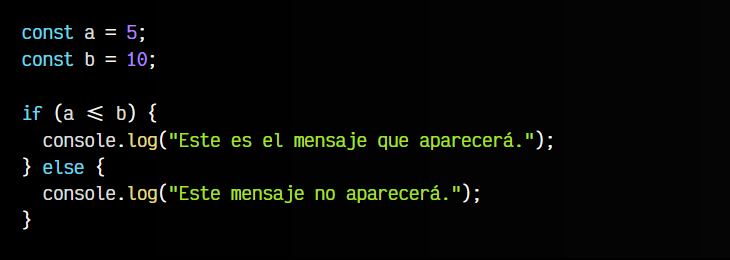 const a = 5;
const b = 10;

if (a <= b) {
  console.log("Este es el mensaje que aparecerá.");
} else {
  console.log("Este mensaje no aparecerá.");
}